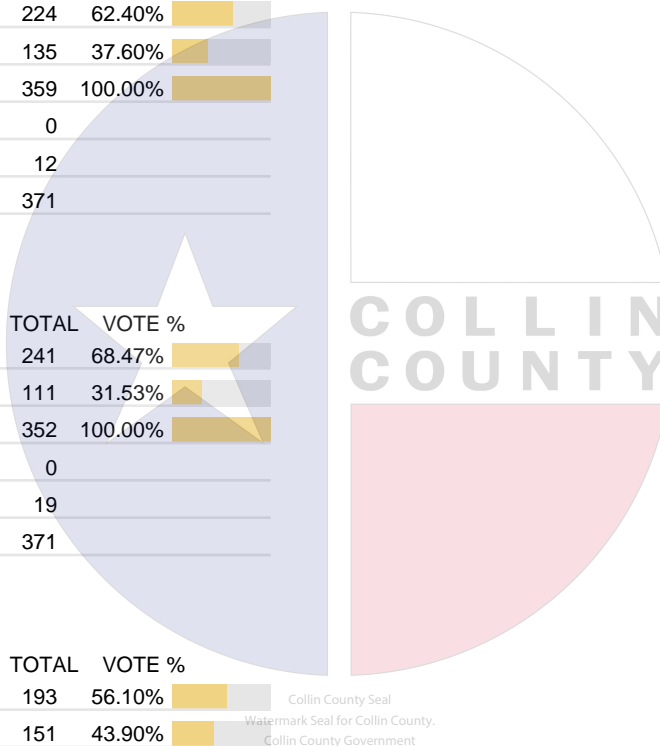 224 62.40%
135 37.60%
359 100.00%
0
12
371
TOTAL VOTE %
241 68.47%
111 31.53%
352 100.00%
0
19
371
TOTAL VOTE %
193 56.10%
151 43.90%
COLLIN
COUNTY
Collin County Seal
Watermark Seal for Collin County.
Collin County Government